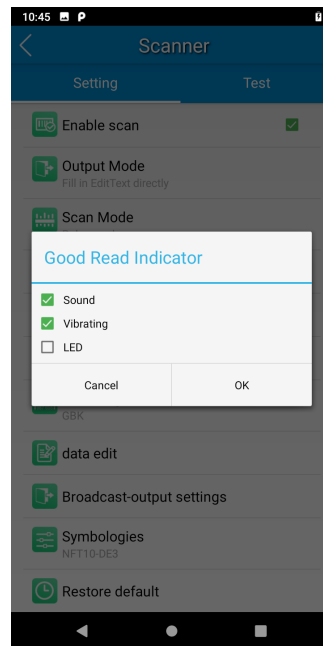 10:45
Scanner
Setting
Test
Enable scan
Output Mode
Fill in EditText directly
Scan Mode
Good Read Indicator
Sound
Vibrating
LED
Cancel
OK
GBK
data edit
Broadcast-output settings
Symbologies
NFT10-DE3
Restore default